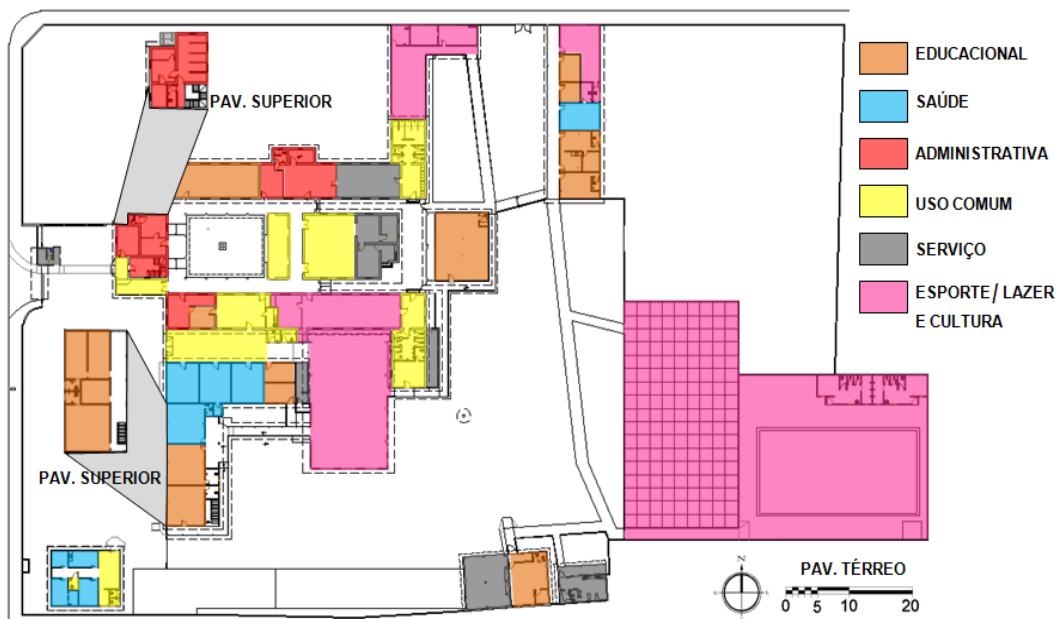 PAV. SUPERIOR
EDUCACIONAL
SAÚDE
ADMINISTRATIVA
USO COMUM
SERVIÇO
ESPORTE/ LAZER
E CULTURA
PAV. SUPERIOR
N
PAV. TÉRREO
0 5 10 20